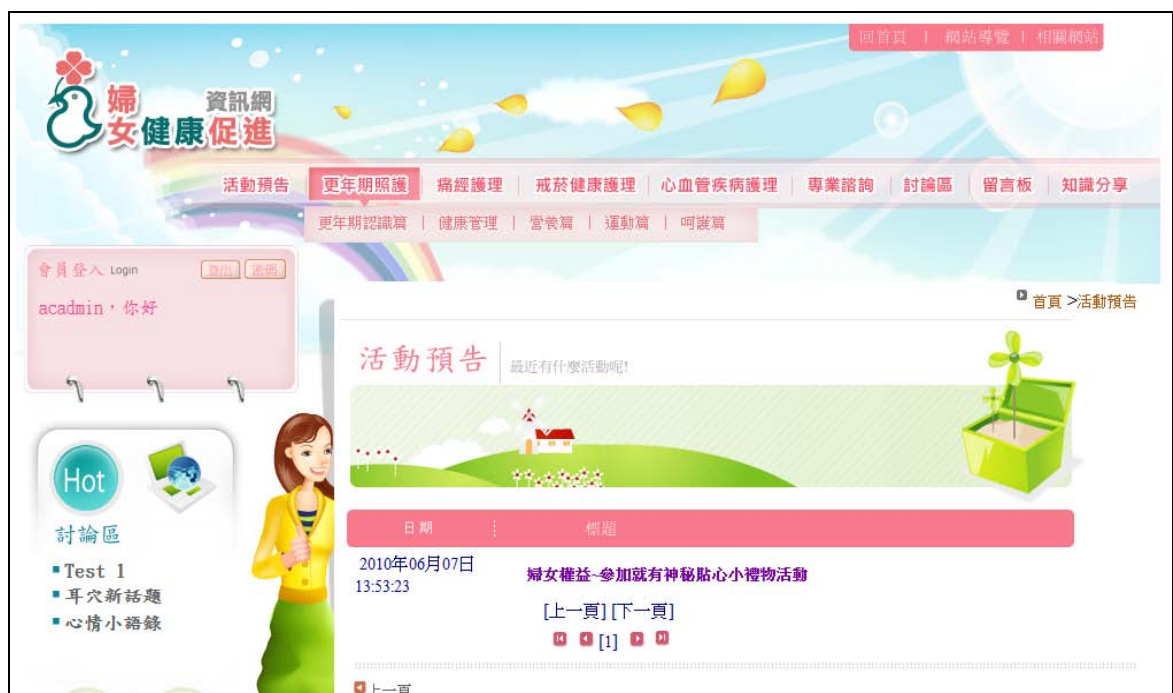 回首頁 | 網站導覽 | 相關網站
婦女健康促進 資訊網
活動預告 更年期照護 痛經護理 戒菸健康護理 心血管疾病護理 專業諮詢 討論區 留言板 知識分享
更年期認識篇 | 健康管理 | 營養篇 | 運動篇 | 呵護篇
會員登入 Login 登出
acadmin，你好
首頁 >活動預告
活動預告 最近有什麼活動呢!
Hot
討論區
Test 1
耳穴新話題
心情小語錄
日期 標題
2010年06月07日
13:53:23
婦女權益~參加就有神秘貼心小禮物活動
[上一頁] [下一頁]
[1]
上一頁